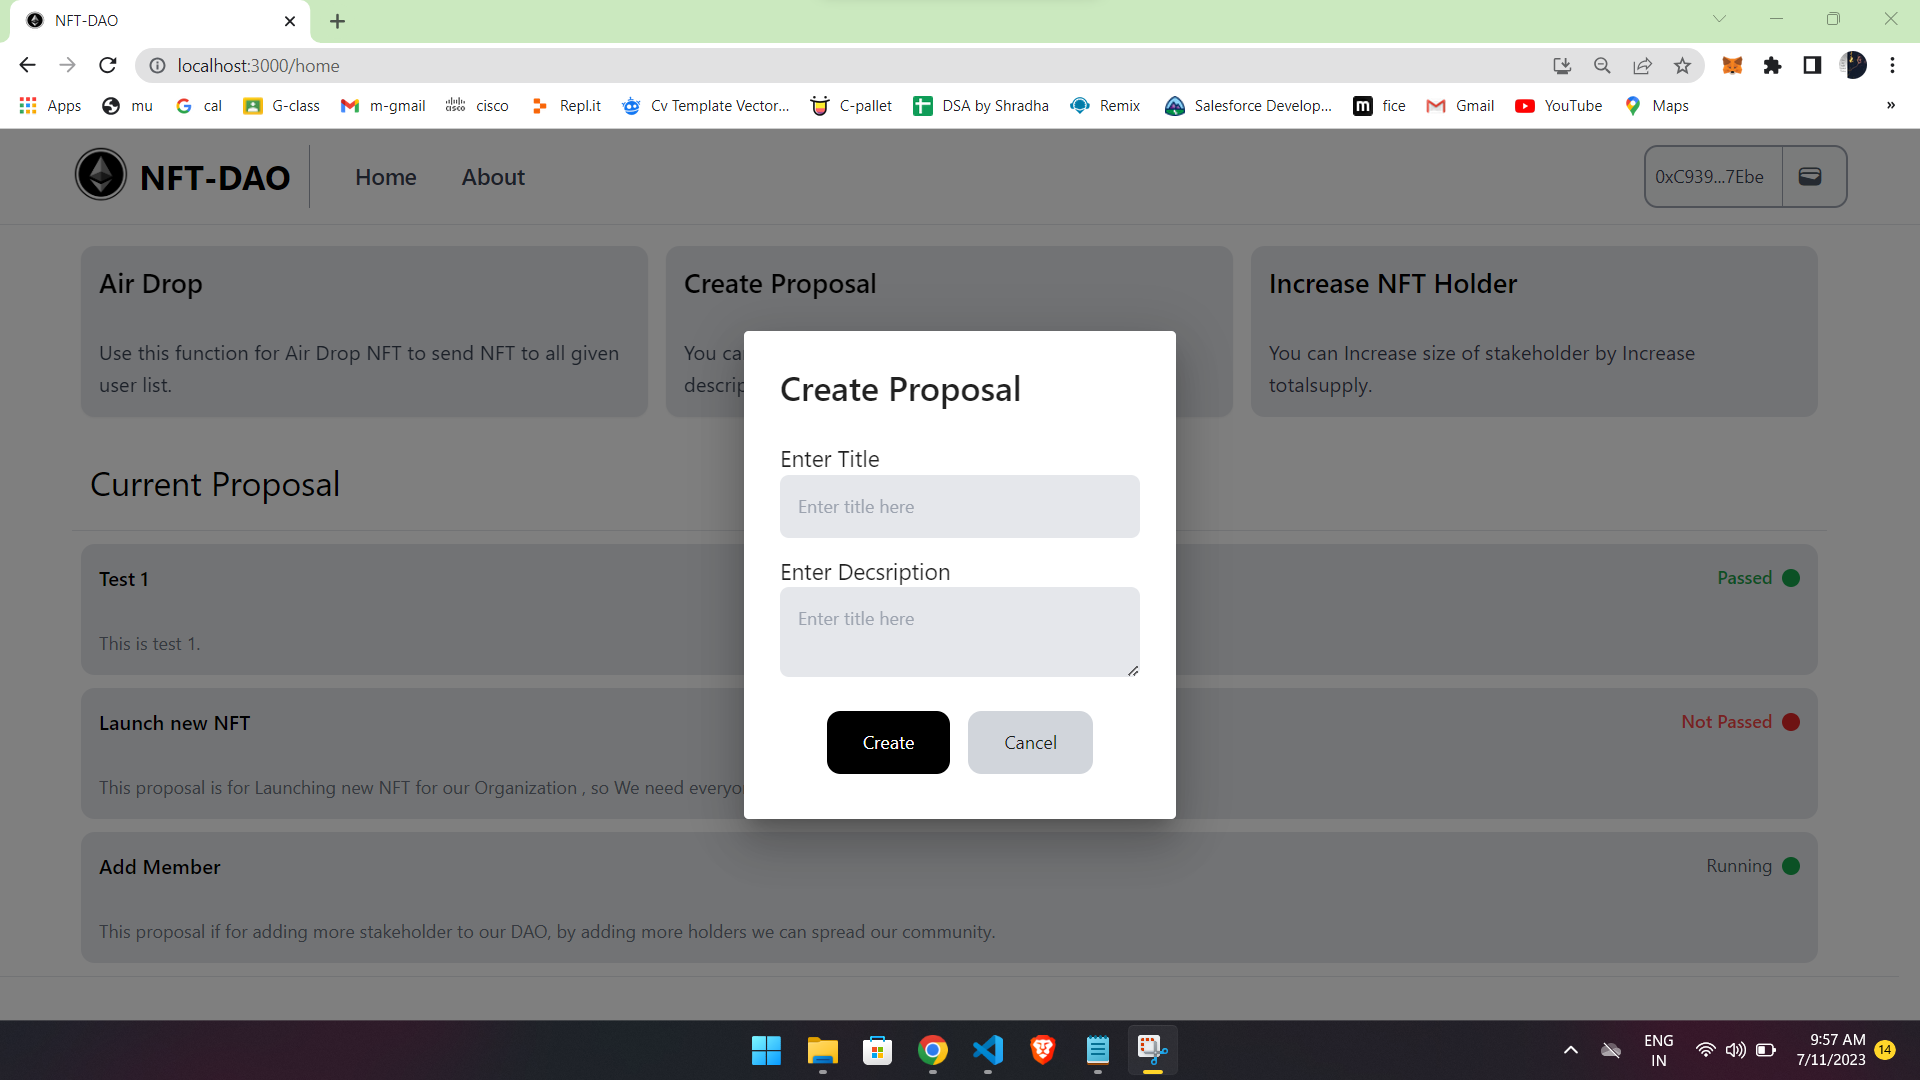 NFT-DAO
localhost:3000/home
Apps mu cal G-class m-gmail cisco Repl.it Cv Template Vector... C-pallet DSA by Shradha Remix Salesforce Develop... fice Gmail YouTube Maps »
NFT-DAO Home About 0xC939...7Ebe
Air Drop
Use this function for Air Drop NFT to send NFT to all given
user list.
Create Proposal
You ca
descrip
Increase NFT Holder
You can Increase size of stakeholder by Increase
totalsupply.
Create Proposal
Enter Title
Enter title here
Enter Decsription
Enter title here
Create Cancel
Current Proposal
Test 1 Passed
This is test 1.
Launch new NFT Not Passed
This proposal is for Launching new NFT for our Organization , so We need everyo
Add Member Running
This proposal if for adding more stakeholder to our DAO, by adding more holders we can spread our community.
ENG
IN
9:57 AM
7/11/2023
14